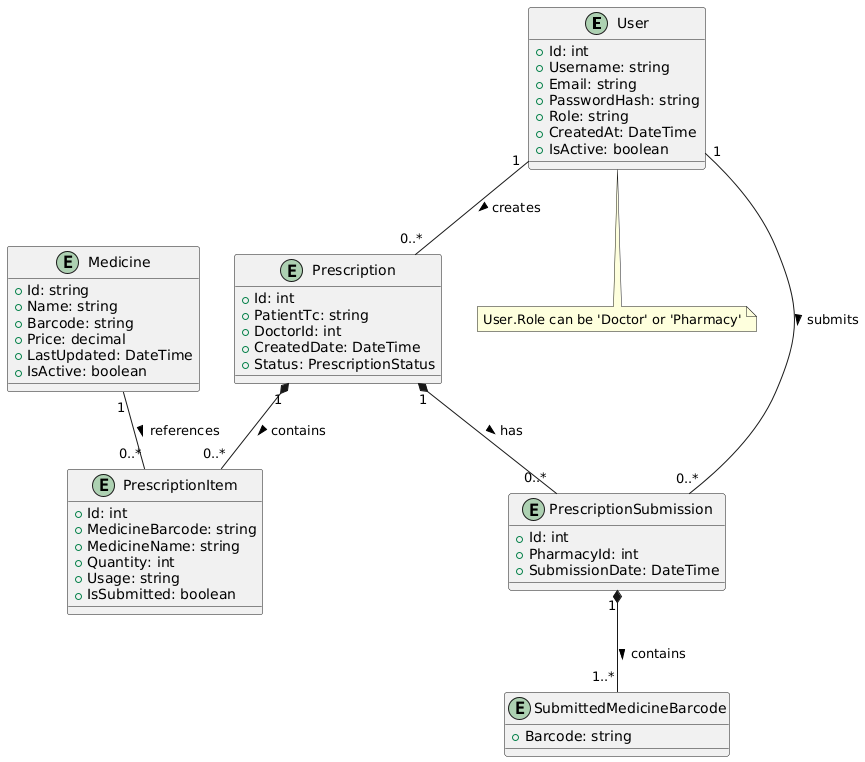 E User
Id: int
Username: string
Email: string
PasswordHash: string
Role: string
CreatedAt: DateTime
IsActive: boolean
1
1
creates
0..*
E Medicine
Id: string
Name: string
Barcode: string
Price: decimal
LastUpdated: DateTime
IsActive: boolean
E Prescription
Id: int
PatientTc: string
DoctorId: int
CreatedDate: DateTime
Status: PrescriptionStatus
User.Role can be 'Doctor' or 'Pharmacy'
submits
1
references
0..*
1
contains
0..*
1
has
0..*
0..*
E PrescriptionItem
Id: int
MedicineBarcode: string
MedicineName: string
Quantity: int
Usage: string
IsSubmitted: boolean
E PrescriptionSubmission
Id: int
PharmacyId: int
SubmissionDate: DateTime
1
contains
1..*
E SubmittedMedicineBarcode
Barcode: string